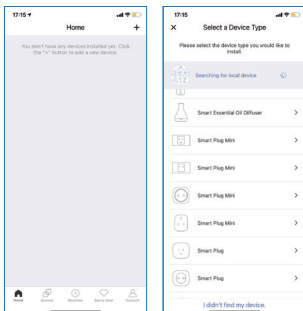 17:15
Home
+
You don't have any devices installed yet. Click
the "+" button to add a new device.
Home
Scenes
Routines
Account
17:15
Select a Device Type
Please select the device type you would like to
install.
Searching for local device
Smart Essential Oil Diffuser
Smart Plug Mini
Smart Plug Mini
Smart Plug Mini
Smart Plug Mini
Smart Plug
Smart Plug
I didn't find my device.